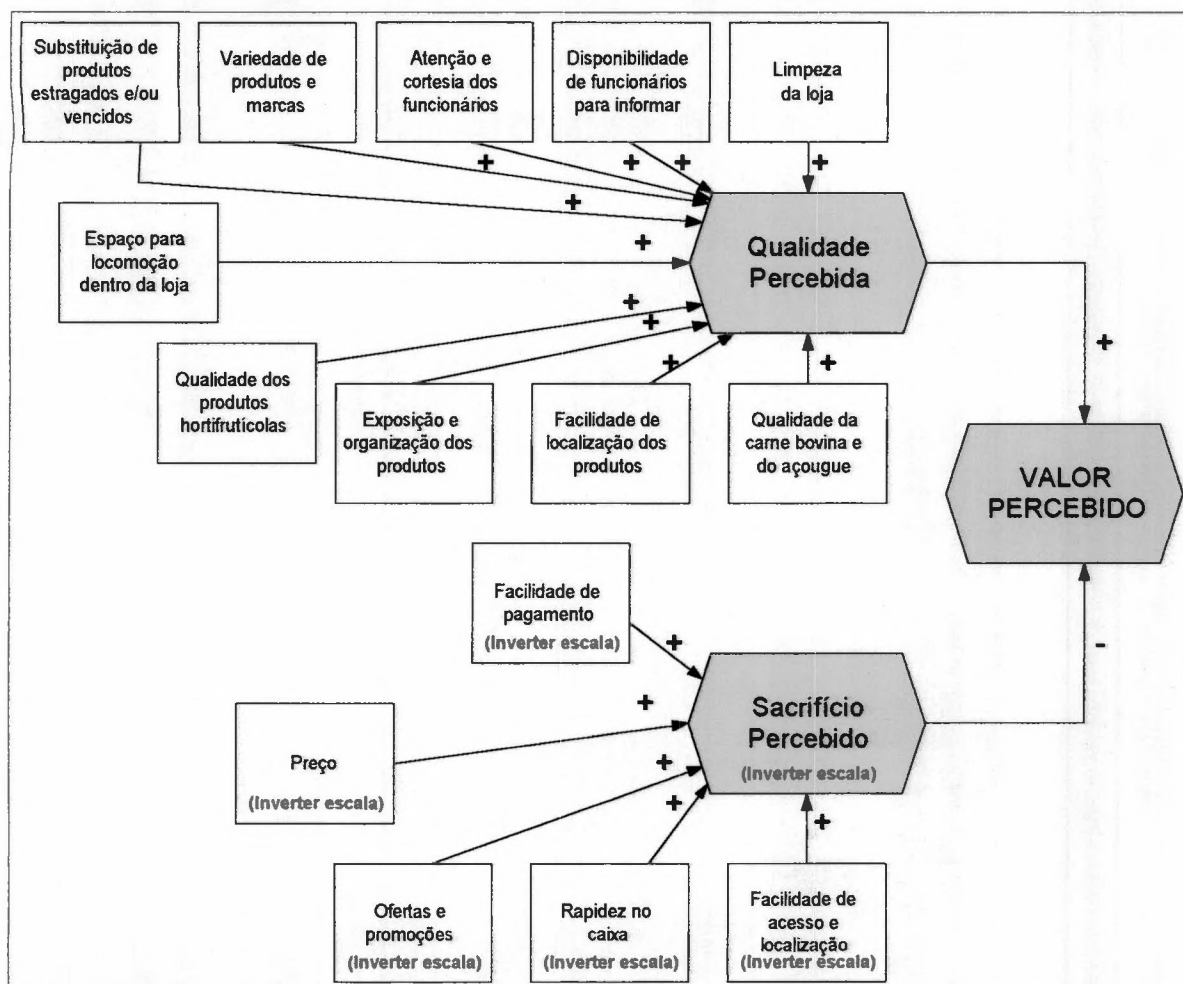 Substituição de
produtos
estragados e/ou
vencidos
Variedade de
produtos e
marcas
Atenção e
cortesia dos
funcionários
Disponibilidade
de funcionários
para informar
Limpeza
da loja
+
+
+
+
+
Espaço para
locomoção
dentro da loja
+
Qualidade
Percebida
+
+
+
+
+
Qualidade dos
produtos
hortifrutícolas
Exposição e
organização dos
produtos
Facilidade de
localização dos
produtos
Qualidade da
carne bovina e
do açougue
VALOR
PERCEBIDO
Facilidade de
pagamento
(Inverter escala)
+
-
+
Sacrifício
Percebido
(Inverter escala)
Preço
(Inverter escala)
+
+
+
Ofertas e
promoções
(Inverter escala)
Rapidez no
caixa
(Inverter escala)
Facilidade de
acesso e
localização
(Inverter escala)